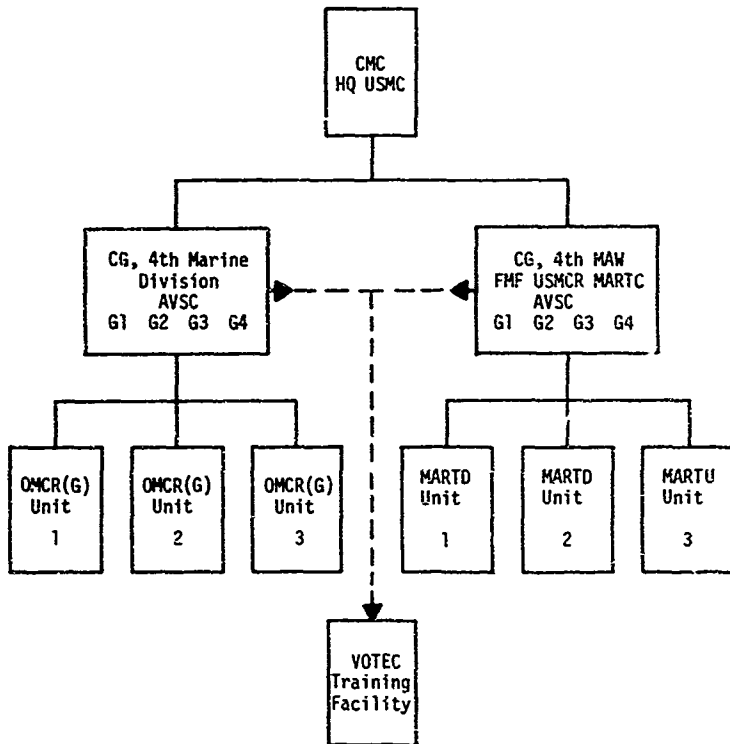 CMC
HQ USMC
CG, 4th Marine
Division
AVSC
G1 G2 G3 G4
CG, 4th MAW
FMF USMCR MARTC
AVSC
G1 G2 G3 G4
OMCR(G)
Unit
1
OMCR(G)
Unit
2
OMCR(G)
Unit
3
MARTD
Unit
1
MARTD
Unit
2
MARTU
Unit
3
VOTEC
Training
Facility